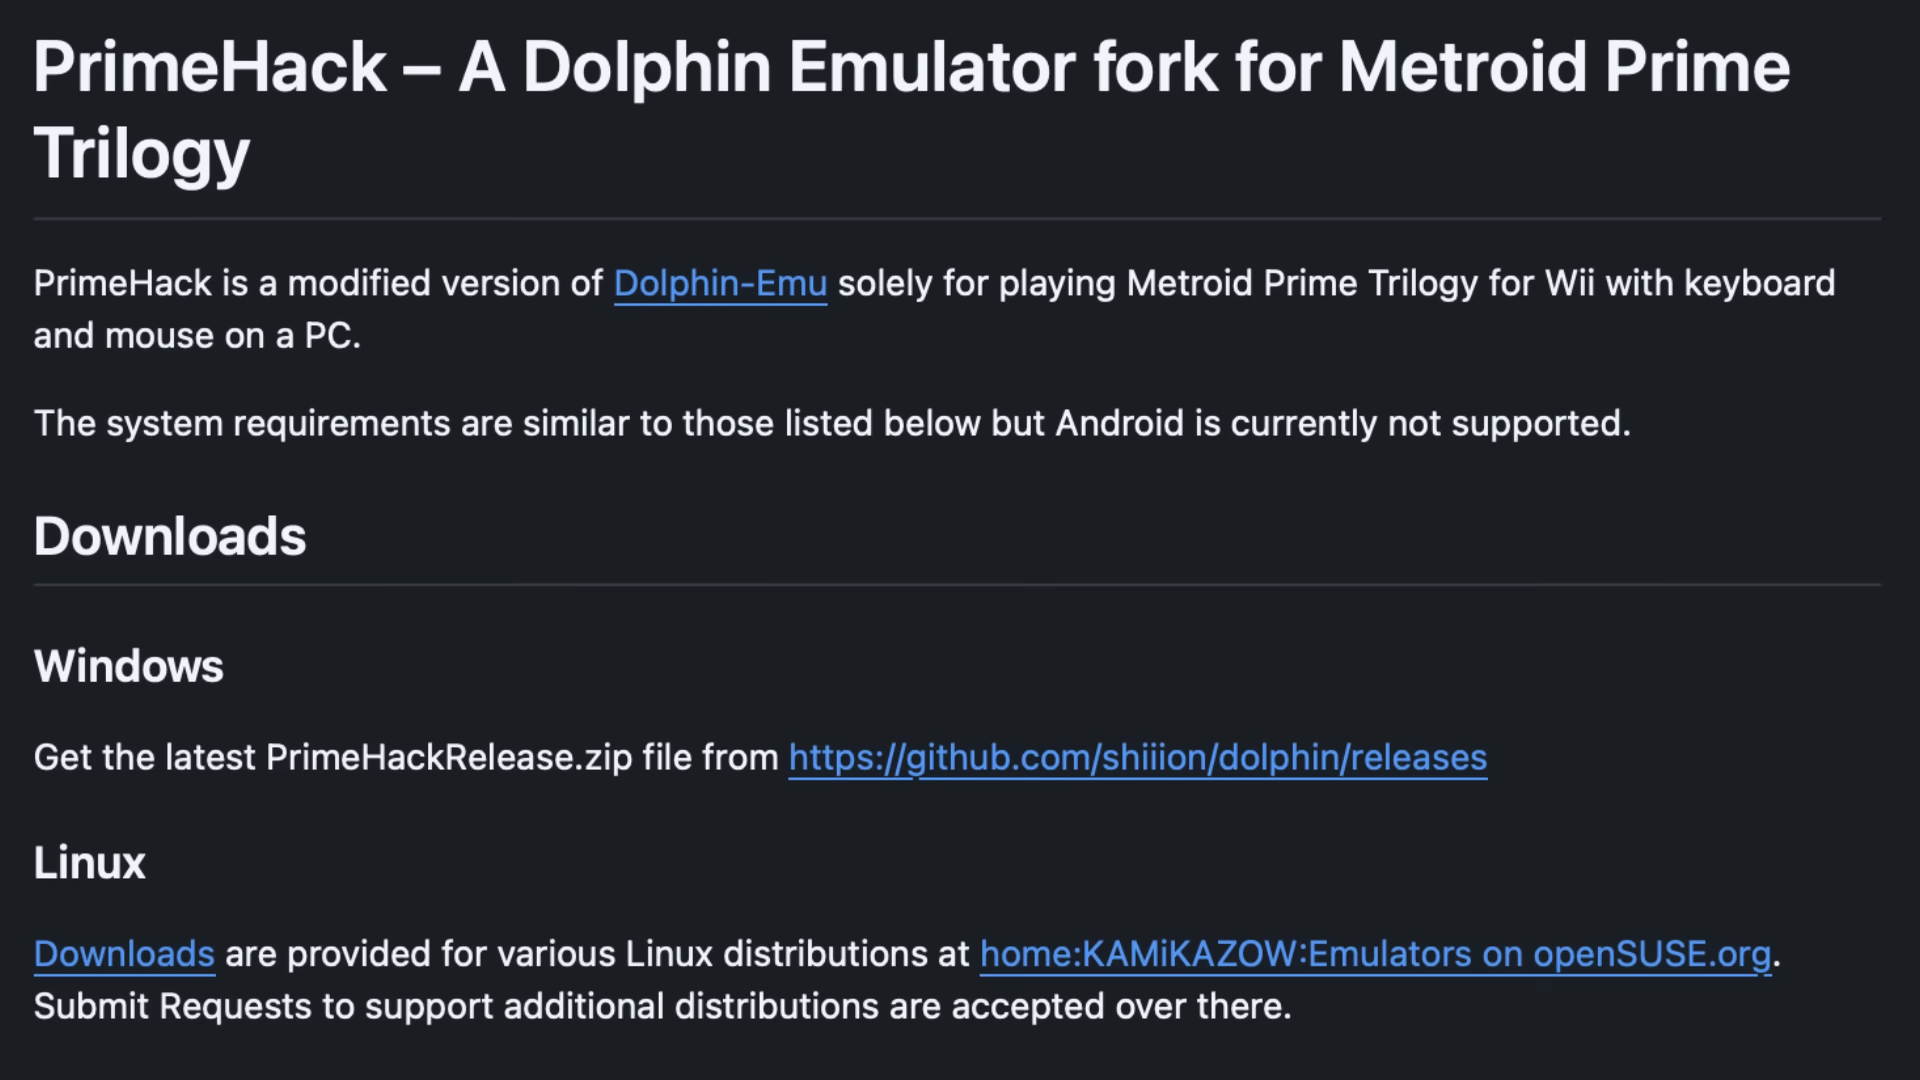 PrimeHack – A Dolphin Emulator fork for Metroid Prime
Trilogy
PrimeHack is a modified version of Dolphin-Emu solely for playing Metroid Prime Trilogy for Wii with keyboard
and mouse on a PC.
The system requirements are similar to those listed below but Android is currently not supported.
Downloads
Windows
Get the latest PrimeHackRelease.zip file from https://github.com/shiiion/dolphin/releases
Linux
Downloads are provided for various Linux distributions at home:KAMiKAZOW:Emulators on openSUSE.org.
Submit Requests to support additional distributions are accepted over there.